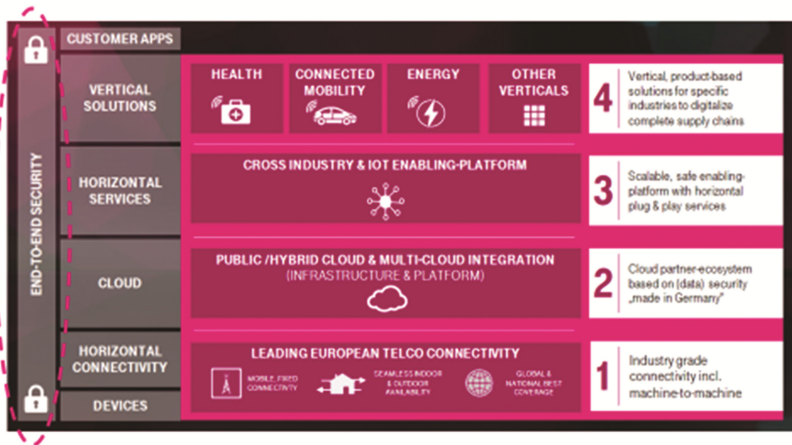 END-TO-END SECURITY
CUSTOMER APPS
VERTICAL
SOLUTIONS
HEALTH
CONNECTED
MOBILITY
ENERGY
OTHER
VERTICALS
4
Vertical, product-based
solutions for specific
industries to digitalize
complete supply chains
HORIZONTAL
SERVICES
CROSS INDUSTRY & IOT ENABLING-PLATFORM
3
Scalable, safe enabling-
platform with horizontal
plug & play services
CLOUD
PUBLIC /HYBRID CLOUD & MULTI-CLOUD INTEGRATION
(INFRASTRUCTURE & PLATFORM)
2
Cloud partner-ecosystem
based on (data) security
„made in Germany"
HORIZONTAL
CONNECTIVITY
LEADING EUROPEAN TELCO CONNECTIVITY
MOBILE, FIXED
CONNECTIVITY
SEAMLESS INDOOR
& OUTDOOR
AVAILABILITY
GLOBAL &
NATIONAL BEST
COVERAGE
1
Industry grade
connectivity incl.
machine-to-machine
DEVICES